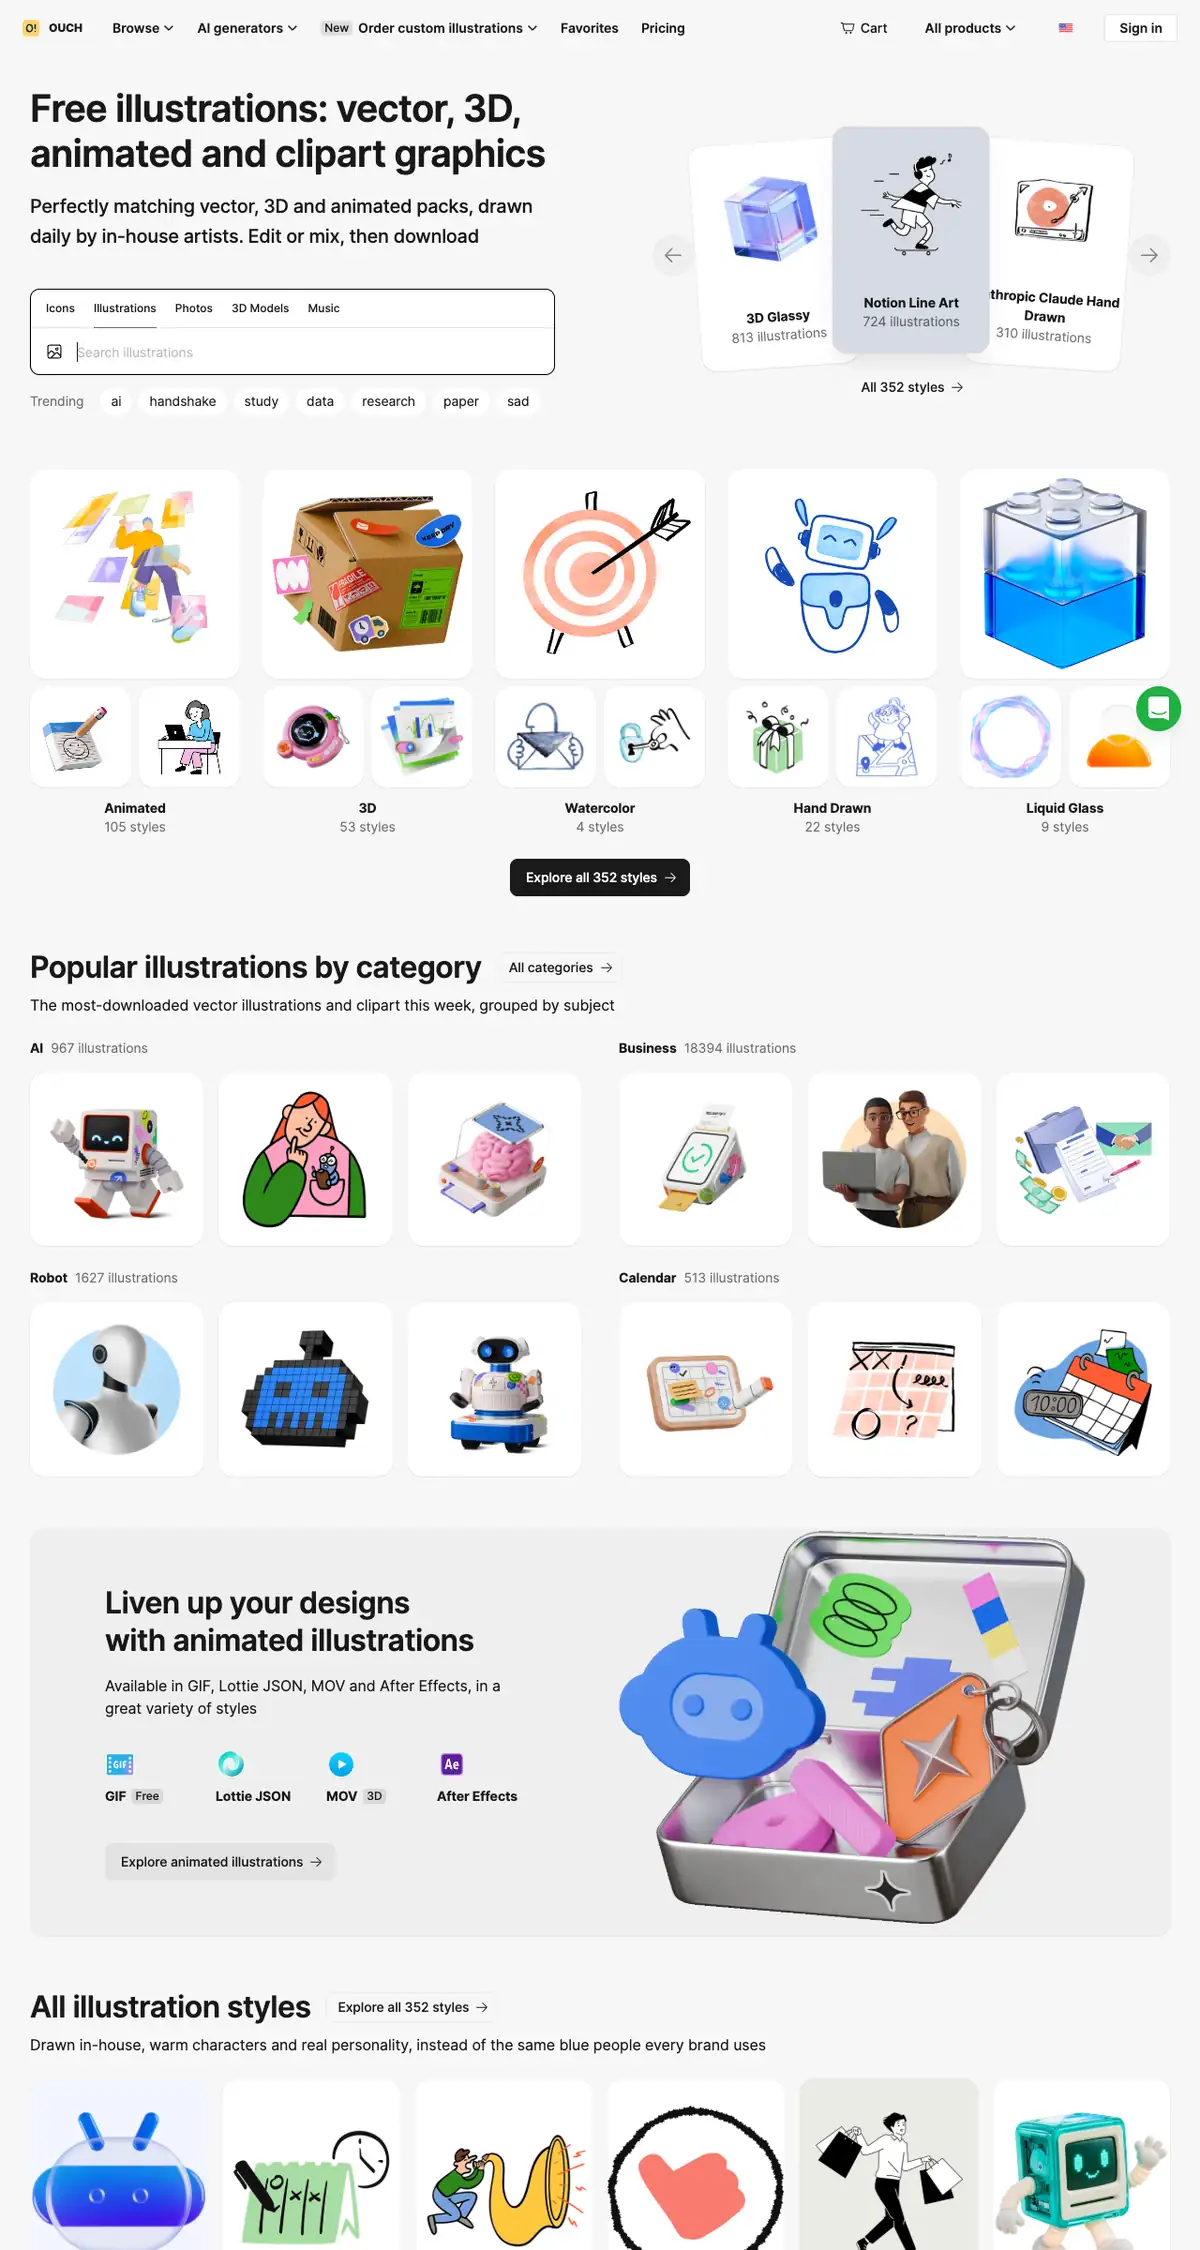 O! OUCH
Browse
AI generators
New Order custom illustrations
Favorites
Pricing
Cart
All products
Sign in
Free illustrations: vector, 3D,
animated and clipart graphics
Perfectly matching vector, 3D and animated packs, drawn
daily by in-house artists. Edit or mix, then download
Icons
Illustrations
Photos
3D Models
Music
Search illustrations
Trending
ai
handshake
study
data
research
paper
sad
3D Glassy
813 illustrations
Notion Line Art
724 illustrations
thropic Claude Hand
Drawn
310 illustrations
All 352 styles
KEEP DRY
FRAGILE
Animated
105 styles
3D
53 styles
Watercolor
4 styles
Hand Drawn
22 styles
Liquid Glass
9 styles
Explore all 352 styles
Popular illustrations by category
All categories
The most-downloaded vector illustrations and clipart this week, grouped by subject
AI 967 illustrations
Business 18394 illustrations
Robot 1627 illustrations
Calendar 513 illustrations
10:00
Liven up your designs
with animated illustrations
Available in GIF, Lottie JSON, MOV and After Effects, in a
great variety of styles
GIF
Ae
GIF Free
Lottie JSON
MOV 3D
After Effects
Explore animated illustrations
All illustration styles
Explore all 352 styles
Drawn in-house, warm characters and real personality, instead of the same blue people every brand uses